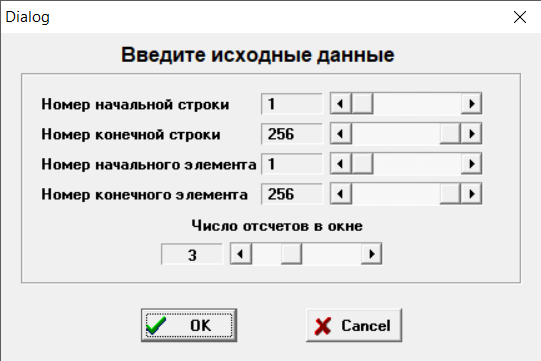 Dialog
Введите исходные данные
Номер начальной строки 1
Номер конечной строки 256
Номер начального элемента 1
Номер конечного элемента 256
Число отсчетов в окне
3
OK Cancel